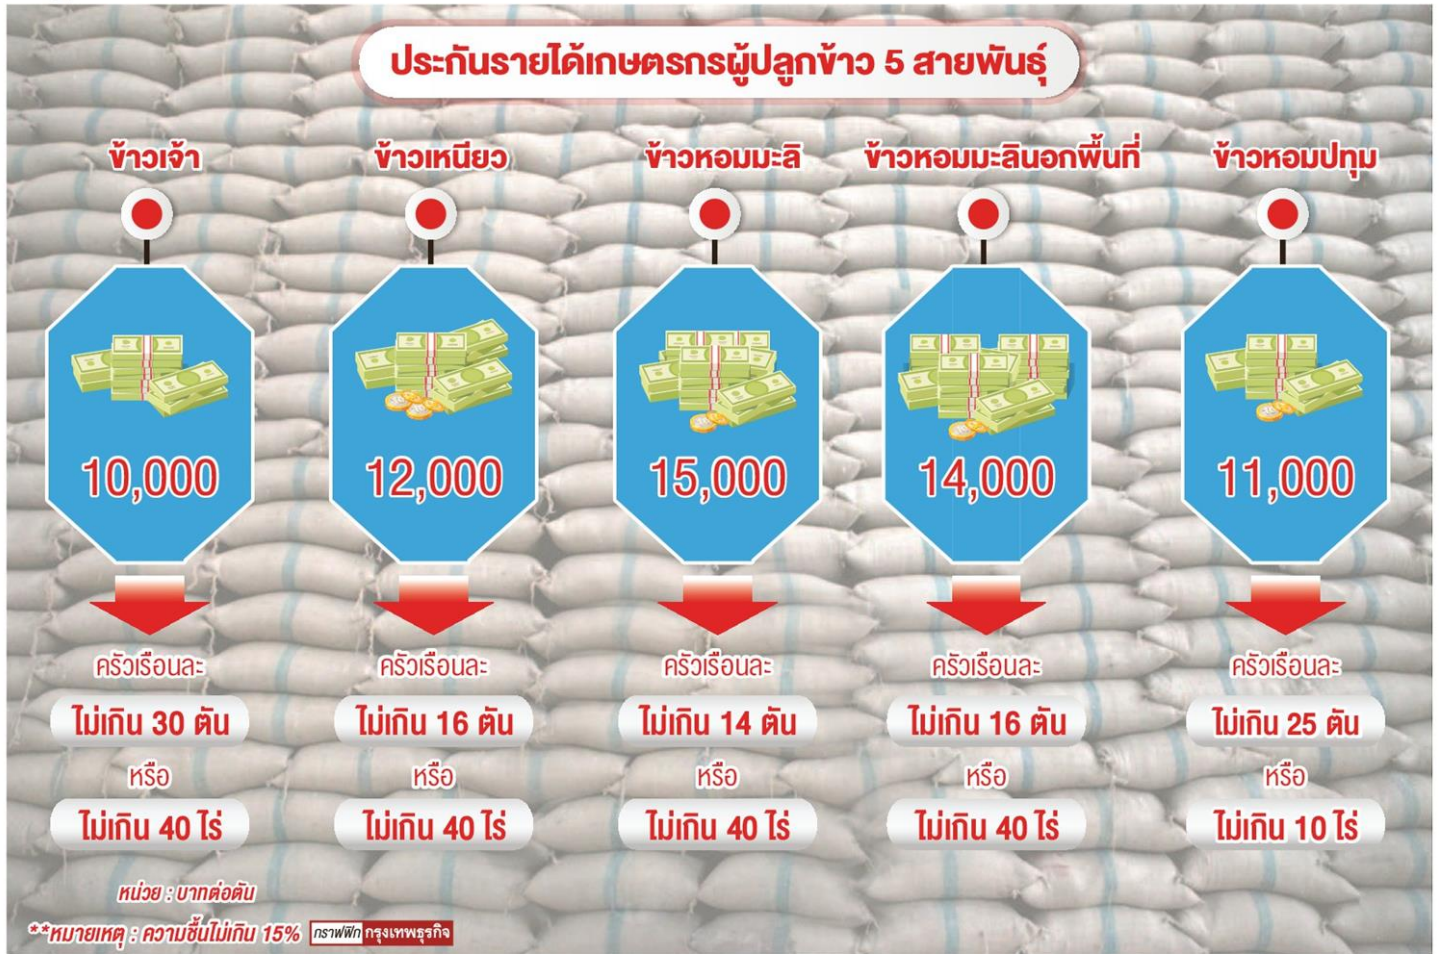 ประกันรายได้เกษตรกรผู้ปลูกข้าว 5 สายพันธุ์
ข้าวเจ้า
ข้าวเหนียว
ข้าวหอมมะลิ
ข้าวหอมมะลินอกพื้นที่
ข้าวหอมปทุม
10,000
12,000
15,000
14,000
11,000
ครัวเรือนละ
ครัวเรือนละ
ครัวเรือนละ
ครัวเรือนละ
ครัวเรือนละ
ไม่เกิน 30 ตัน
ไม่เกิน 16 ตัน
ไม่เกิน 14 ตัน
ไม่เกิน 16 ตัน
ไม่เกิน 25 ตัน
หรือ
หรือ
หรือ
หรือ
หรือ
ไม่เกิน 40 ไร่
ไม่เกิน 40 ไร่
ไม่เกิน 40 ไร่
ไม่เกิน 40 ไร่
ไม่เกิน 10 ไร่
หน่วย : บาทต่อตัน
**หมายเหตุ : ความชื้นไม่เกิน 15% กราฟฟิก กรุงเทพธุรกิจ